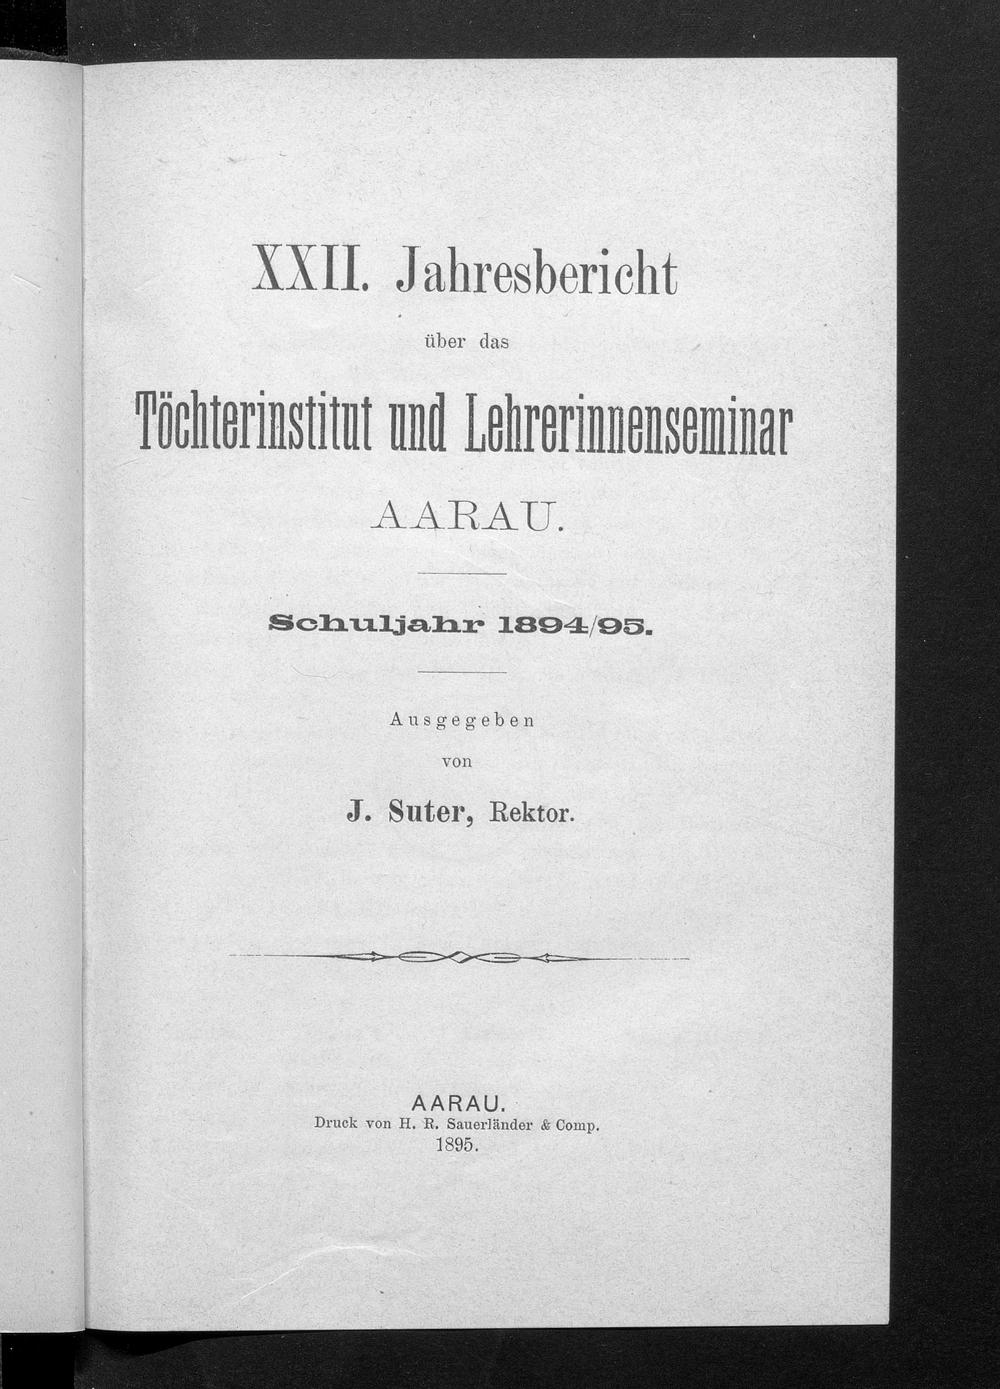 XXII. Jahresbericht
über das
Töchterinstitut und Lehrerinnenseminar
AARAU.
Schuljahr 1894/95.
Ausgegeben
von
J. Suter, Rektor.
AARAU.
Druck von H. R. Sauerländer & Comp.
1895.